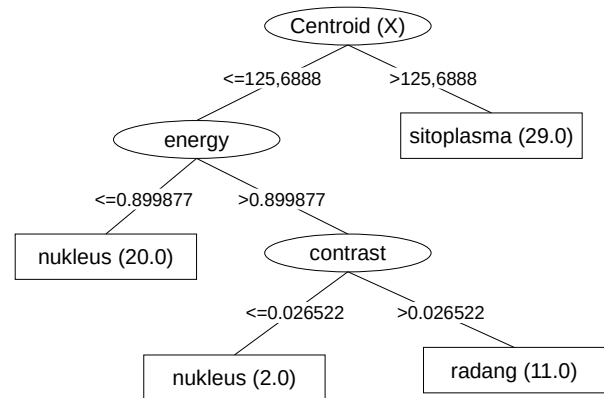 Centroid (X)
<=125,6888
>125,6888
energy
sitoplasma (29.0)
<=0.899877
>0.899877
nukleus (20.0)
contrast
<=0.026522
>0.026522
nukleus (2.0)
radang (11.0)